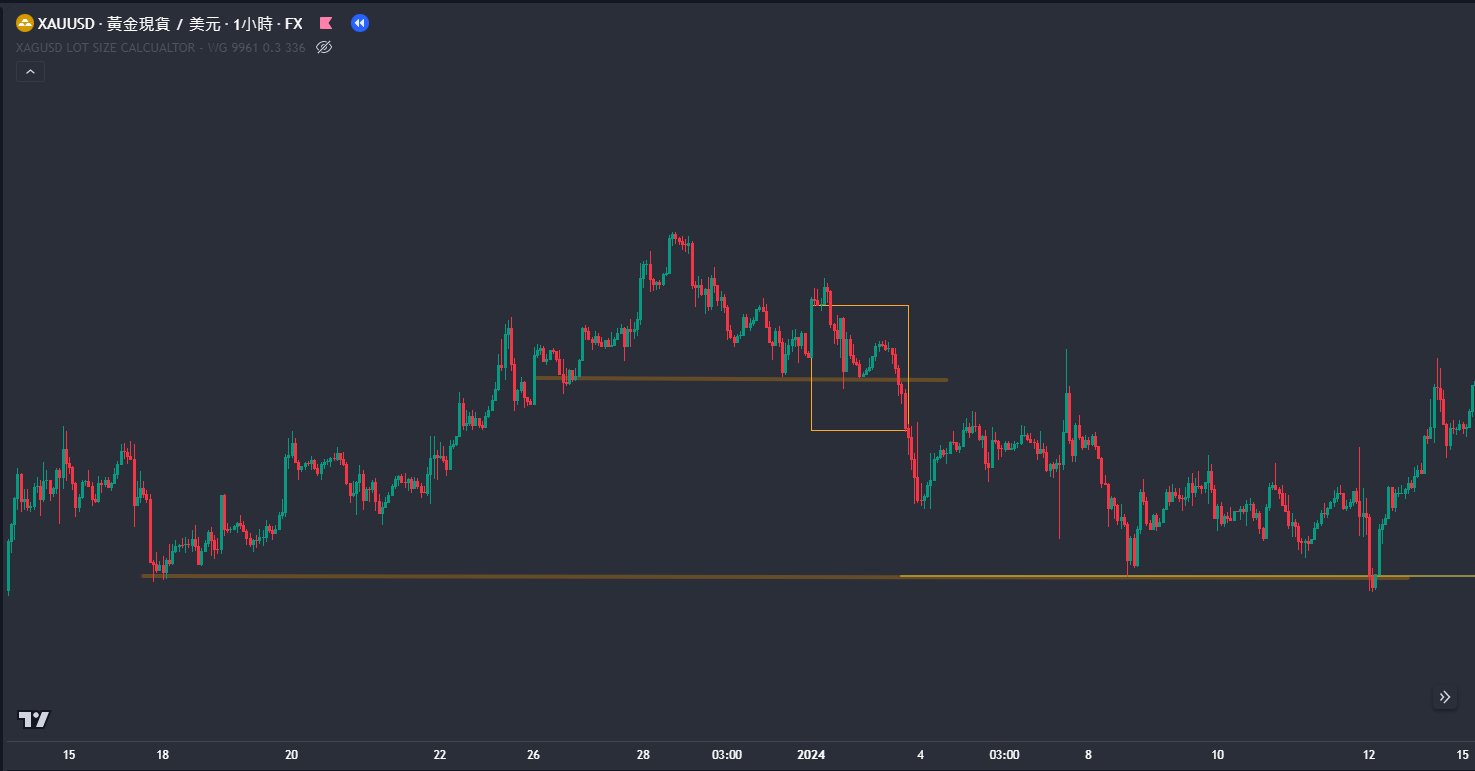 XAUUSD · 黃金現貨 / 美元 · 1小時 · FX
XAGUSD LOT SIZE CALCUALTOR - WG 9961 0.3 336
15 18 20 22 26 28 03:00 2024 4 03:00 8 10 12 15